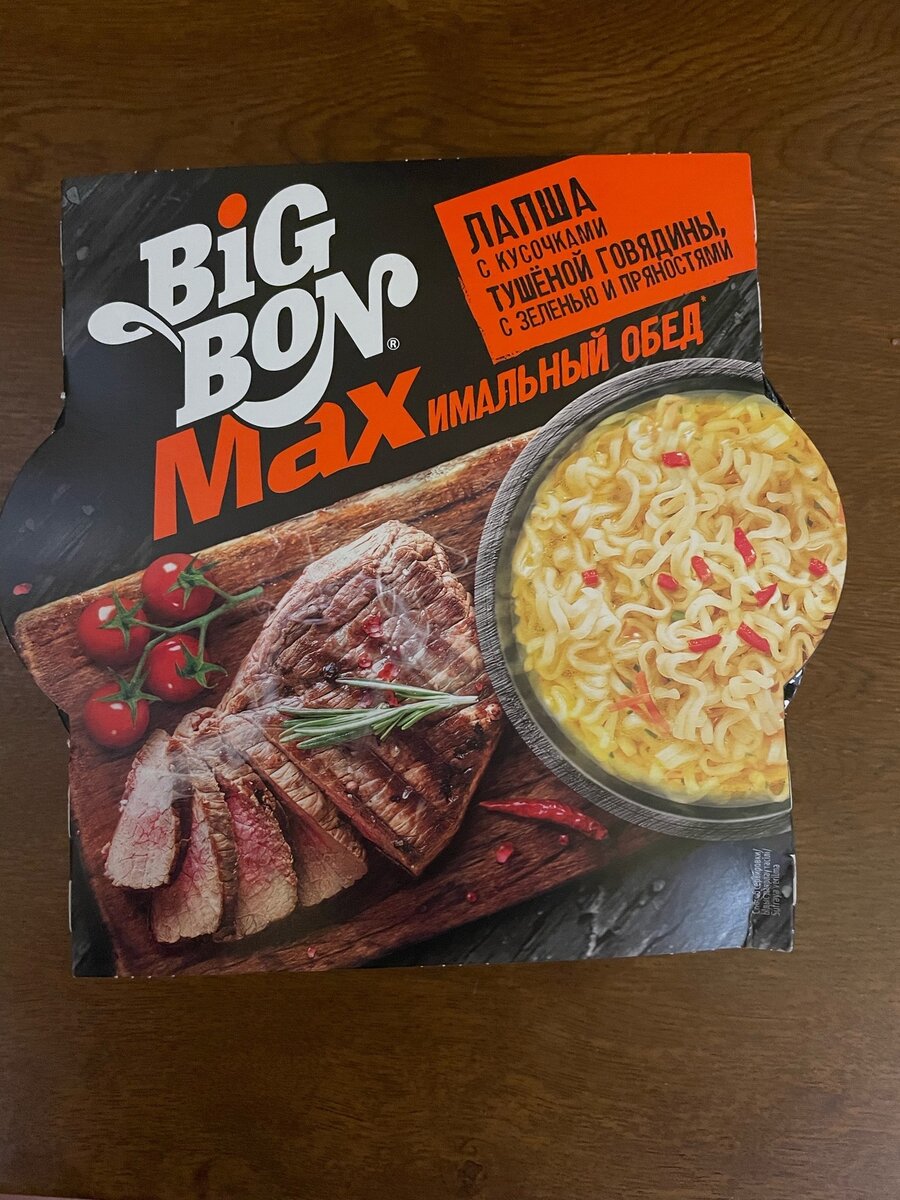 BiG
BON®
Maxимальный обед*
ЛАПША
С КУСОЧКАМИ
ТУШЁНОЙ ГОВЯДИНЫ,
С ЗЕЛЕНЬЮ И ПРЯНОСТЯМИ